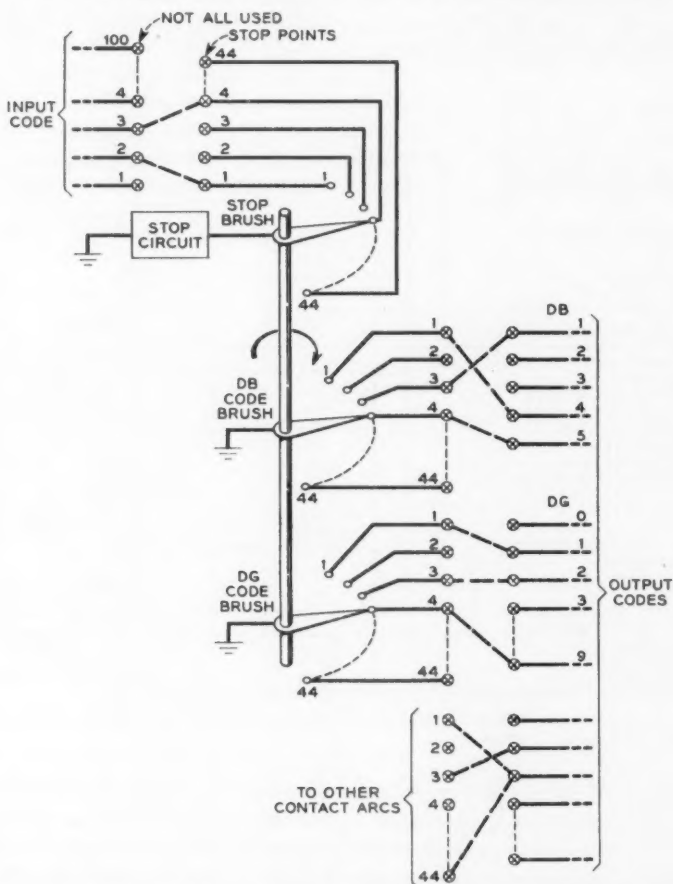 NOT ALL USED
STOP POINTS
100
44
INPUT
CODE
4
4
3
3
2
2
1
1
1
STOP
BRUSH
STOP
CIRCUIT
44
DB
1
1
2
2
3
3
1
DB
CODE
BRUSH
4
4
5
44
44
DG
0
1
1
2
2
1
3
3
DG
CODE
BRUSH
4
9
44
44
OUTPUT
CODES
1
2
3
TO OTHER
CONTACT ARCS
4
44